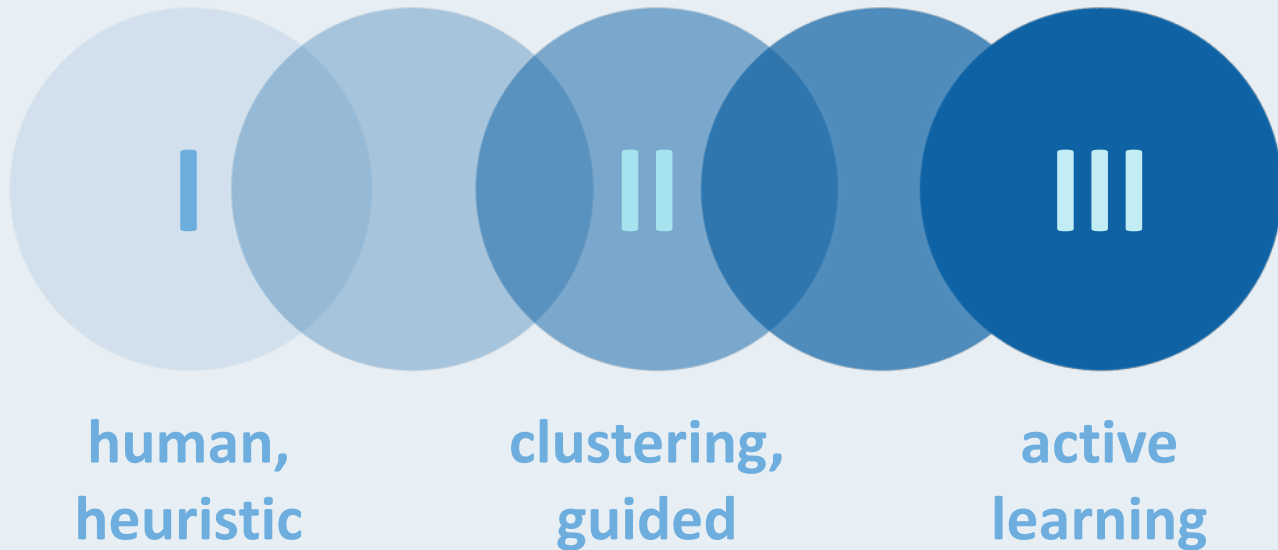 I II III
human, clustering, active
heuristic guided learning